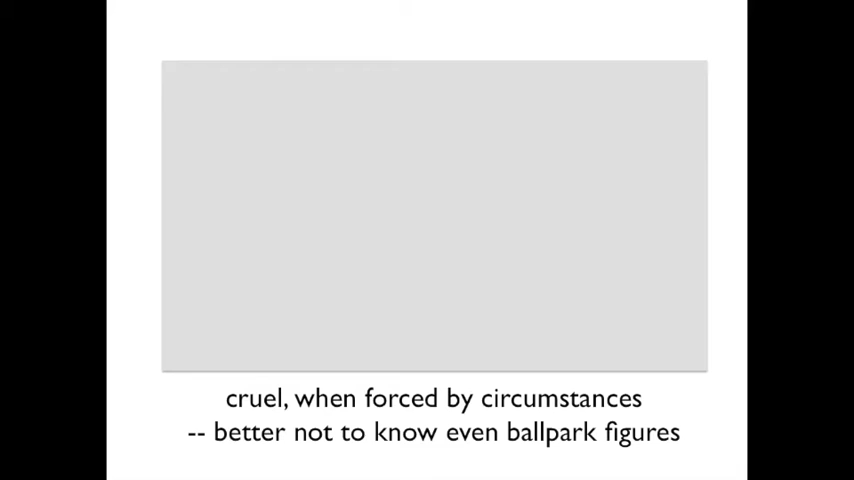 cruel, when forced by circumstances
-- better not to know even ballpark figures